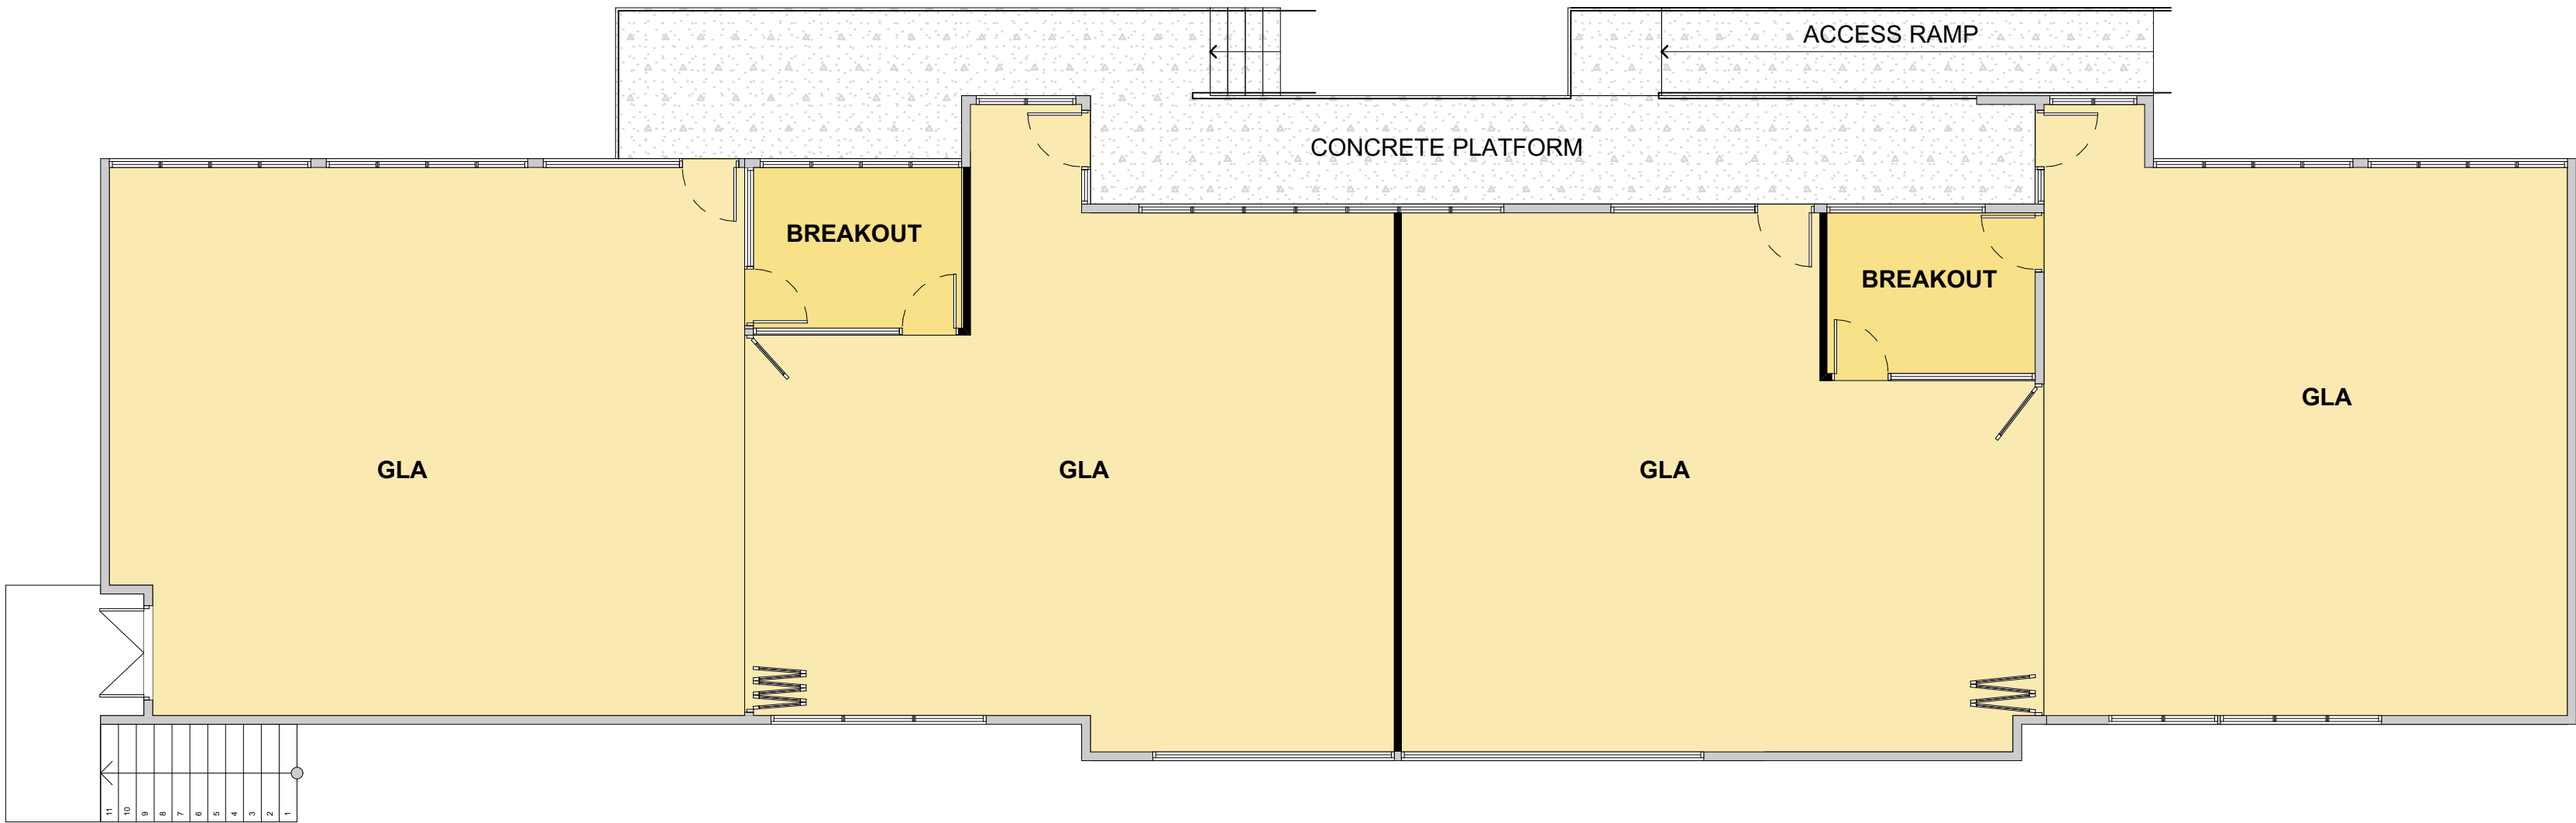 ACCESS RAMP
CONCRETE PLATFORM
BREAKOUT
BREAKOUT
GLA
GLA
GLA
GLA
11 10 9 8 7 6 5 4 3 2 1